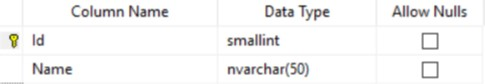 Column Name Data Type Allow Nulls
Id smallint
Name nvarchar(50)